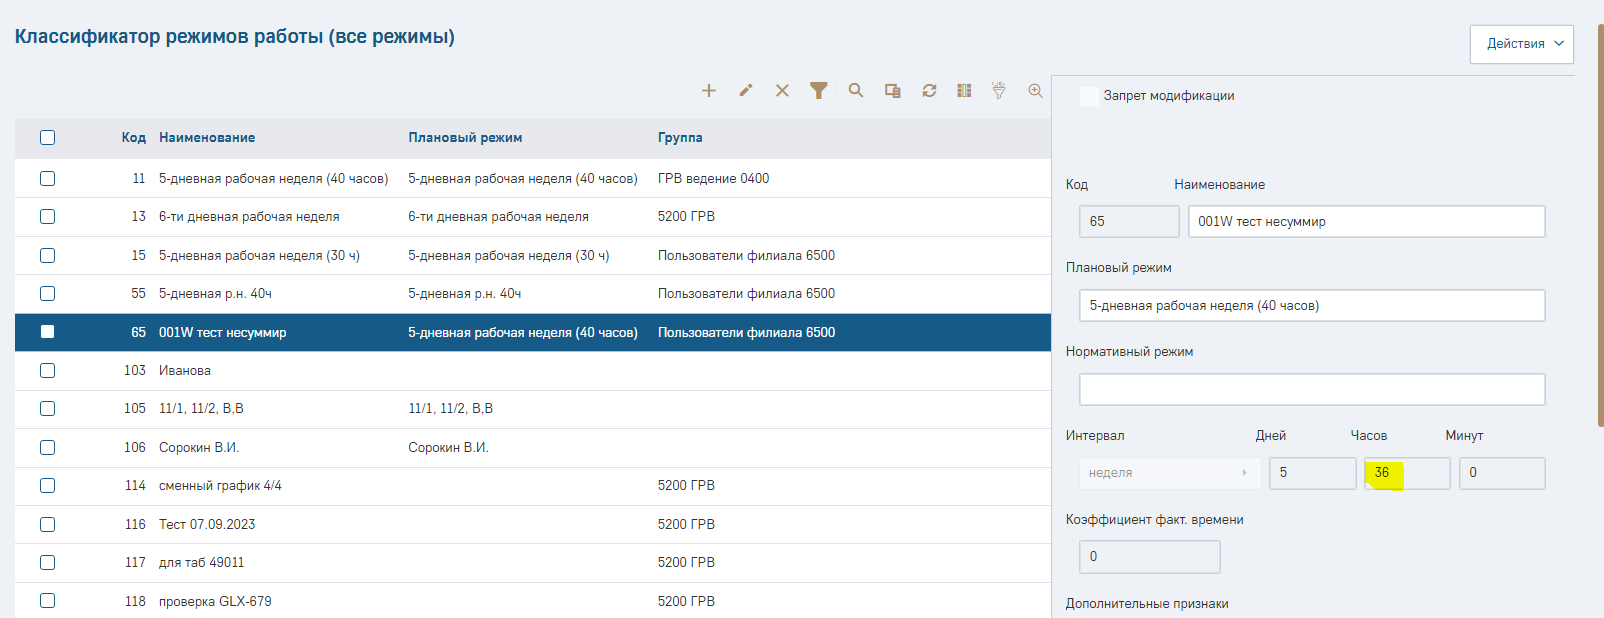 Классификатор режимов работы (все режимы)
Действия
Запрет модификации
Код Наименование Плановый режим Группа
11 5-дневная рабочая неделя (40 часов) 5-дневная рабочая неделя (40 часов) ГРВ ведение 0400
13 6-ти дневная рабочая неделя 6-ти дневная рабочая неделя 5200 ГРВ
15 5-дневная рабочая неделя (30 ч) 5-дневная рабочая неделя (30 ч) Пользователи филиала 6500
55 5-дневная р.н. 40ч 5-дневная р.н. 40ч Пользователи филиала 6500
65 001W тест несуммир 5-дневная рабочая неделя (40 часов) Пользователи филиала 6500
103 Иванова
105 11/1, 11/2, В,В 11/1, 11/2, В,В
106 Сорокин В.И. Сорокин В.И.
114 сменный график 4/4 5200 ГРВ
116 Тест 07.09.2023 5200 ГРВ
117 для таб 49011 5200 ГРВ
118 проверка GLX-679 5200 ГРВ
Код Наименование
65 001W тест несуммир
Плановый режим
5-дневная рабочая неделя (40 часов)
Нормативный режим
Интервал Дней Часов Минут
неделя 5 36 0
Коэффициент факт. времени
0
Дополнительные признаки